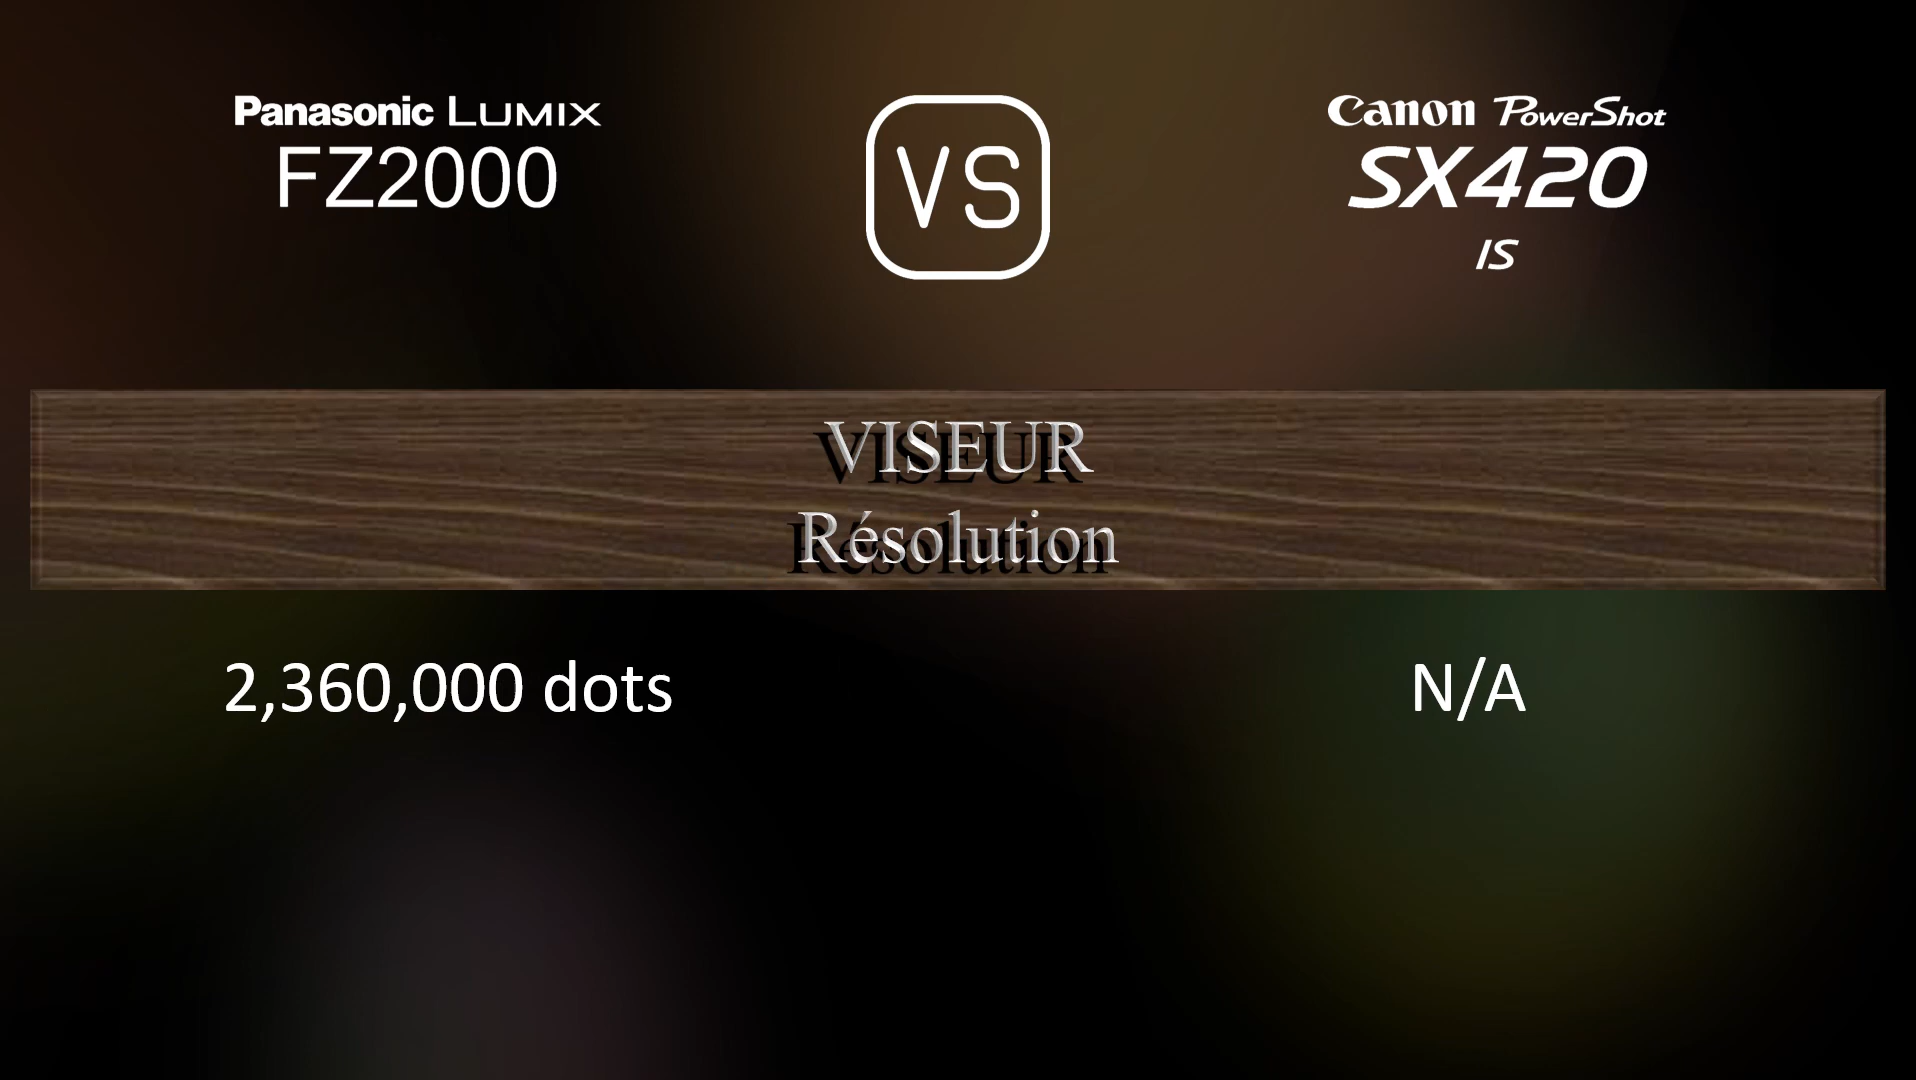 Panasonic LUMIX
FZ2000
VS
Canon PowerShot
SX420
IS
VISEUR
Résolution
2,360,000 dots
N/A